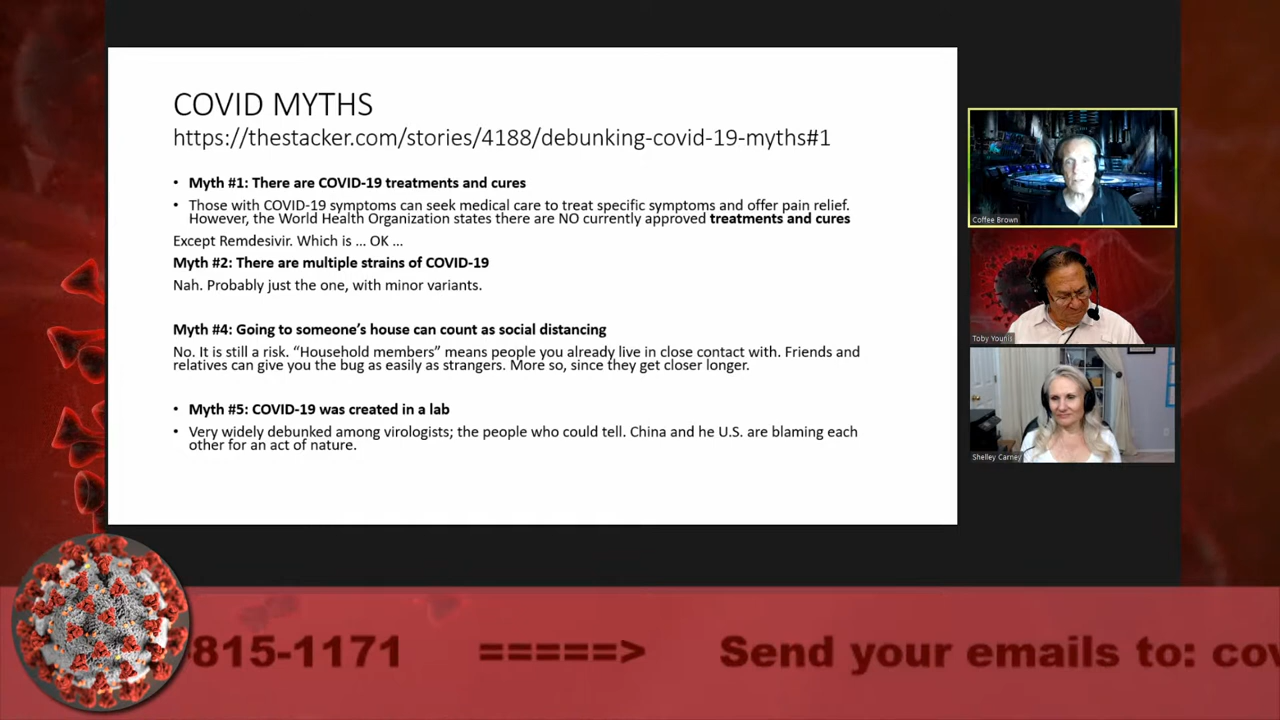 COVID MYTHS
https://thestacker.com/stories/4188/debunking-covid-19-myths#1
• Myth #1: There are COVID-19 treatments and cures
• Those with COVID-19 symptoms can seek medical care to treat specific symptoms and offer pain relief.
However, the World Health Organization states there are NO currently approved treatments and cures
Except Remdesivir. Which is ... OK ...
Myth #2: There are multiple strains of COVID-19
Nah. Probably just the one, with minor variants.
Myth #4: Going to someone's house can count as social distancing
No. It is still a risk. “Household members” means people you already live in close contact with. Friends and
relatives can give you the bug as easily as strangers. More so, since they get closer longer.
• Myth #5: COVID-19 was created in a lab
• Very widely debunked among virologists; the people who could tell. China and he U.S. are blaming each
other for an act of nature.
Coffee Brown
Toby Younis
Shelley Carney
815-1171 =====> Send your emails to: cov